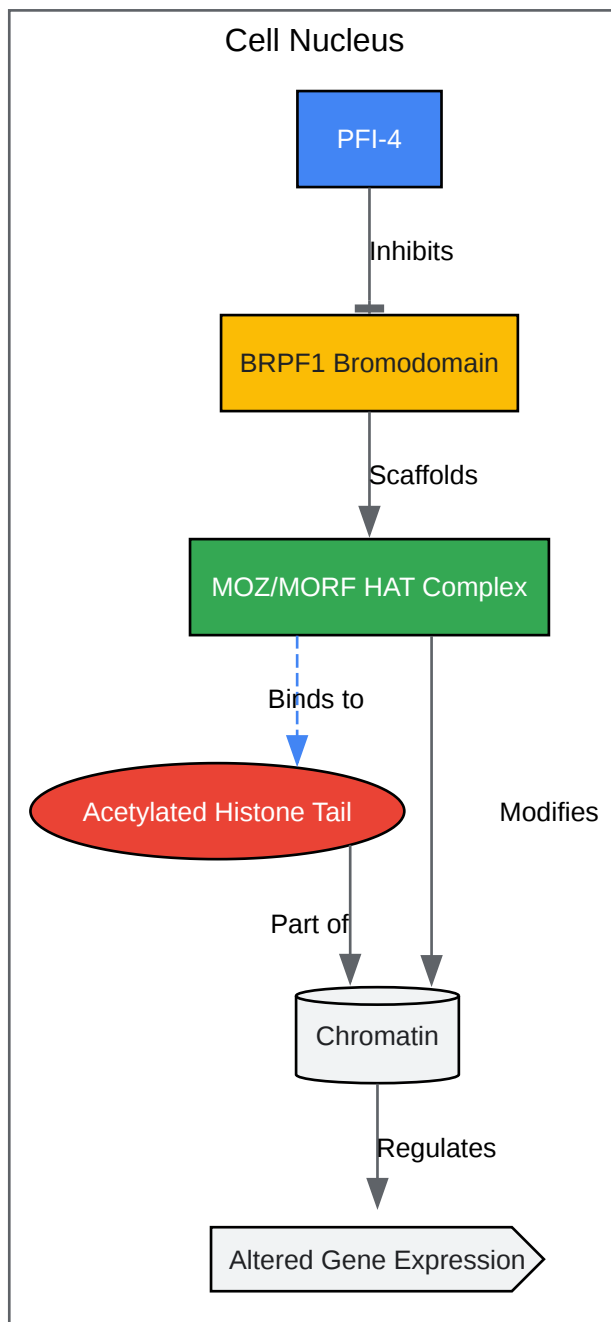 Cell Nucleus
PFI-4
Inhibits
BRPF1 Bromodomain
Scaffolds
MOZ/MORF HAT Complex
Binds to
Acetylated Histone Tail
Modifies
Part of
Chromatin
Regulates
Altered Gene Expression